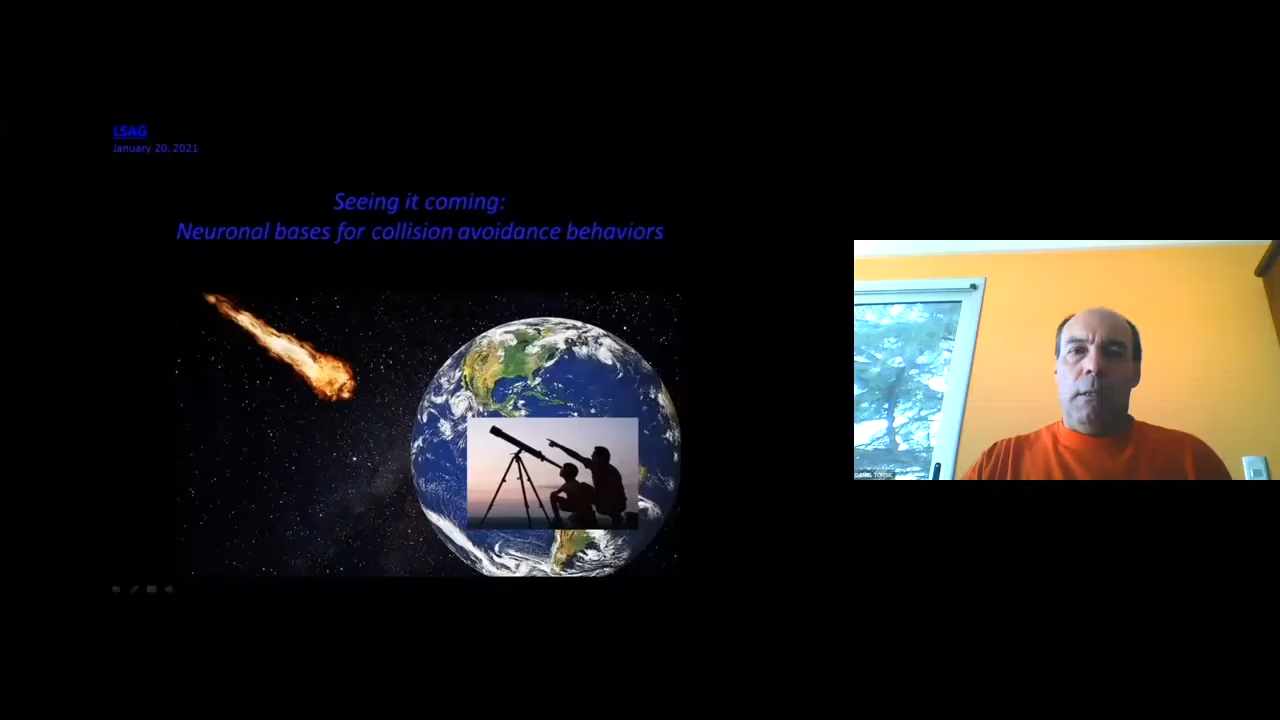 LSAG
January 20, 2021
Seeing it coming:
Neuronal bases for collision avoidance behaviors